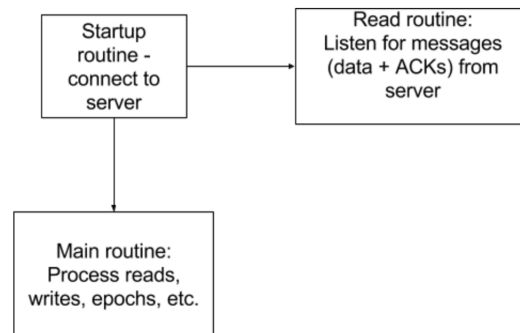 Startup
routine -
connect to
server
Read routine:
Listen for messages
(data + ACKs) from
server
Main routine:
Process reads,
writes, epochs, etc.